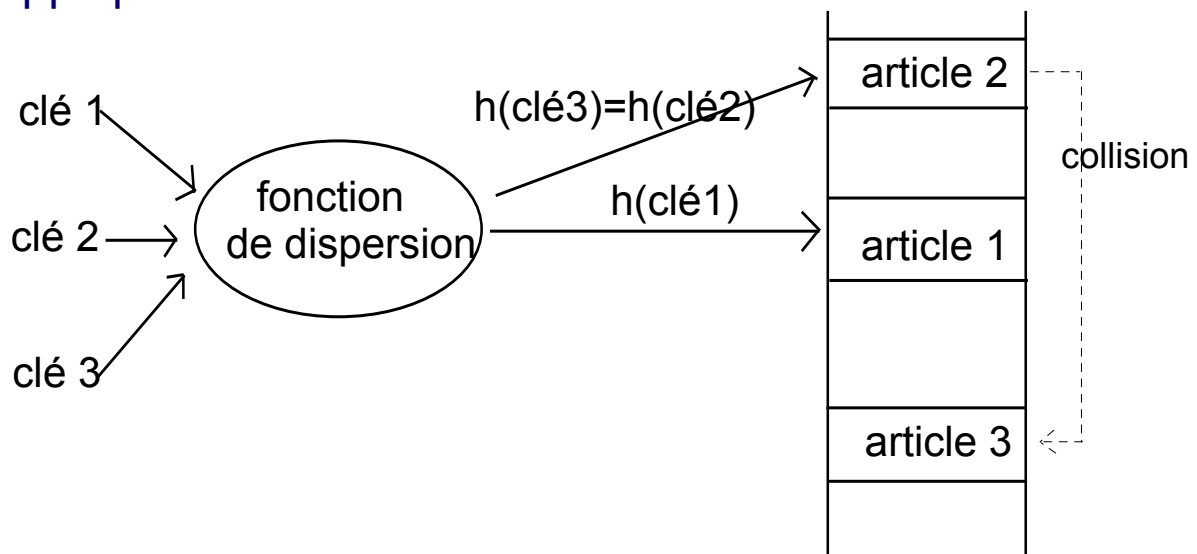 clé 1
clé 2
clé 3
fonction
de dispersion
h(clé3)=h(clé2)
h(clé1)
article 2
article 1
article 3
collision